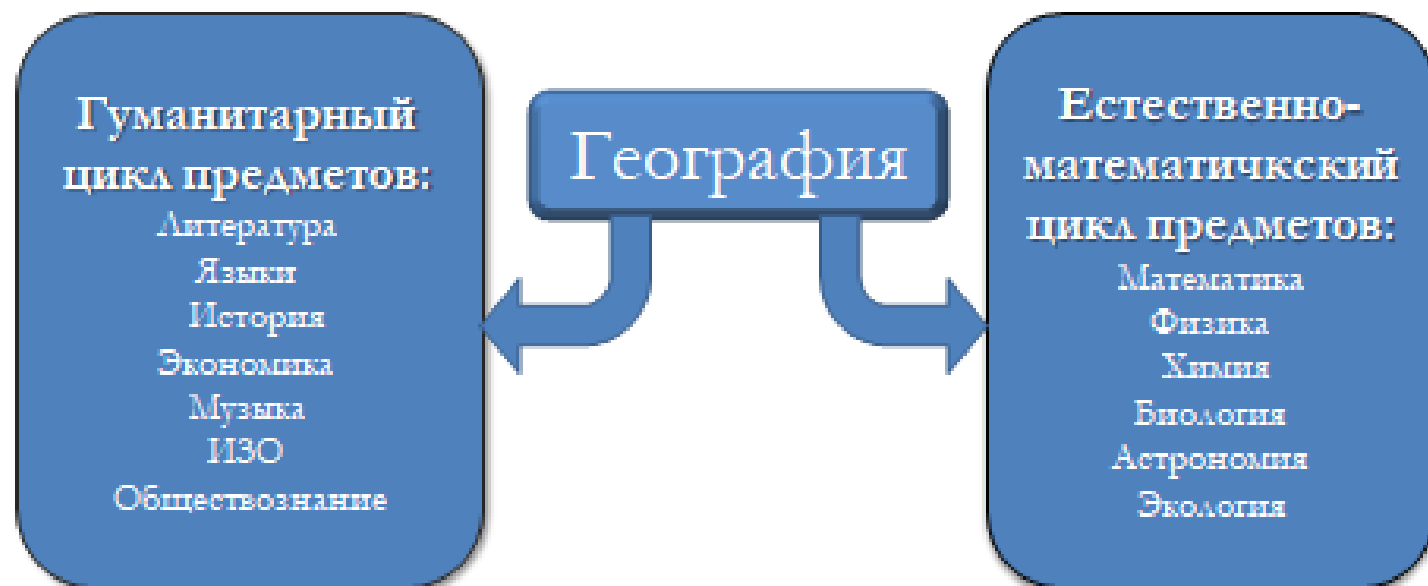 Гуманитарный
цикл предметов:
Литература
Языки
История
Экономика
Музыка
ИЗО
Обществознание
География
Естественно-
математичкский
цикл предметов:
Математика
Физика
Химия
Биология
Астрономия
Экология